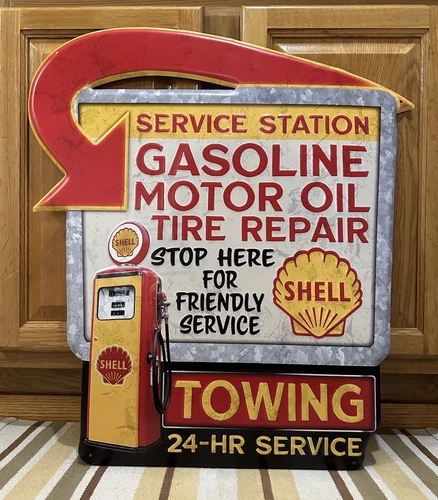 SERVICE STATION
GASOLINE
MOTOR OIL
TIRE REPAIR
STOP HERE
FOR
FRIENDLY
SERVICE
SHELL
SHELL
SHELL
TOWING
24-HR SERVICE